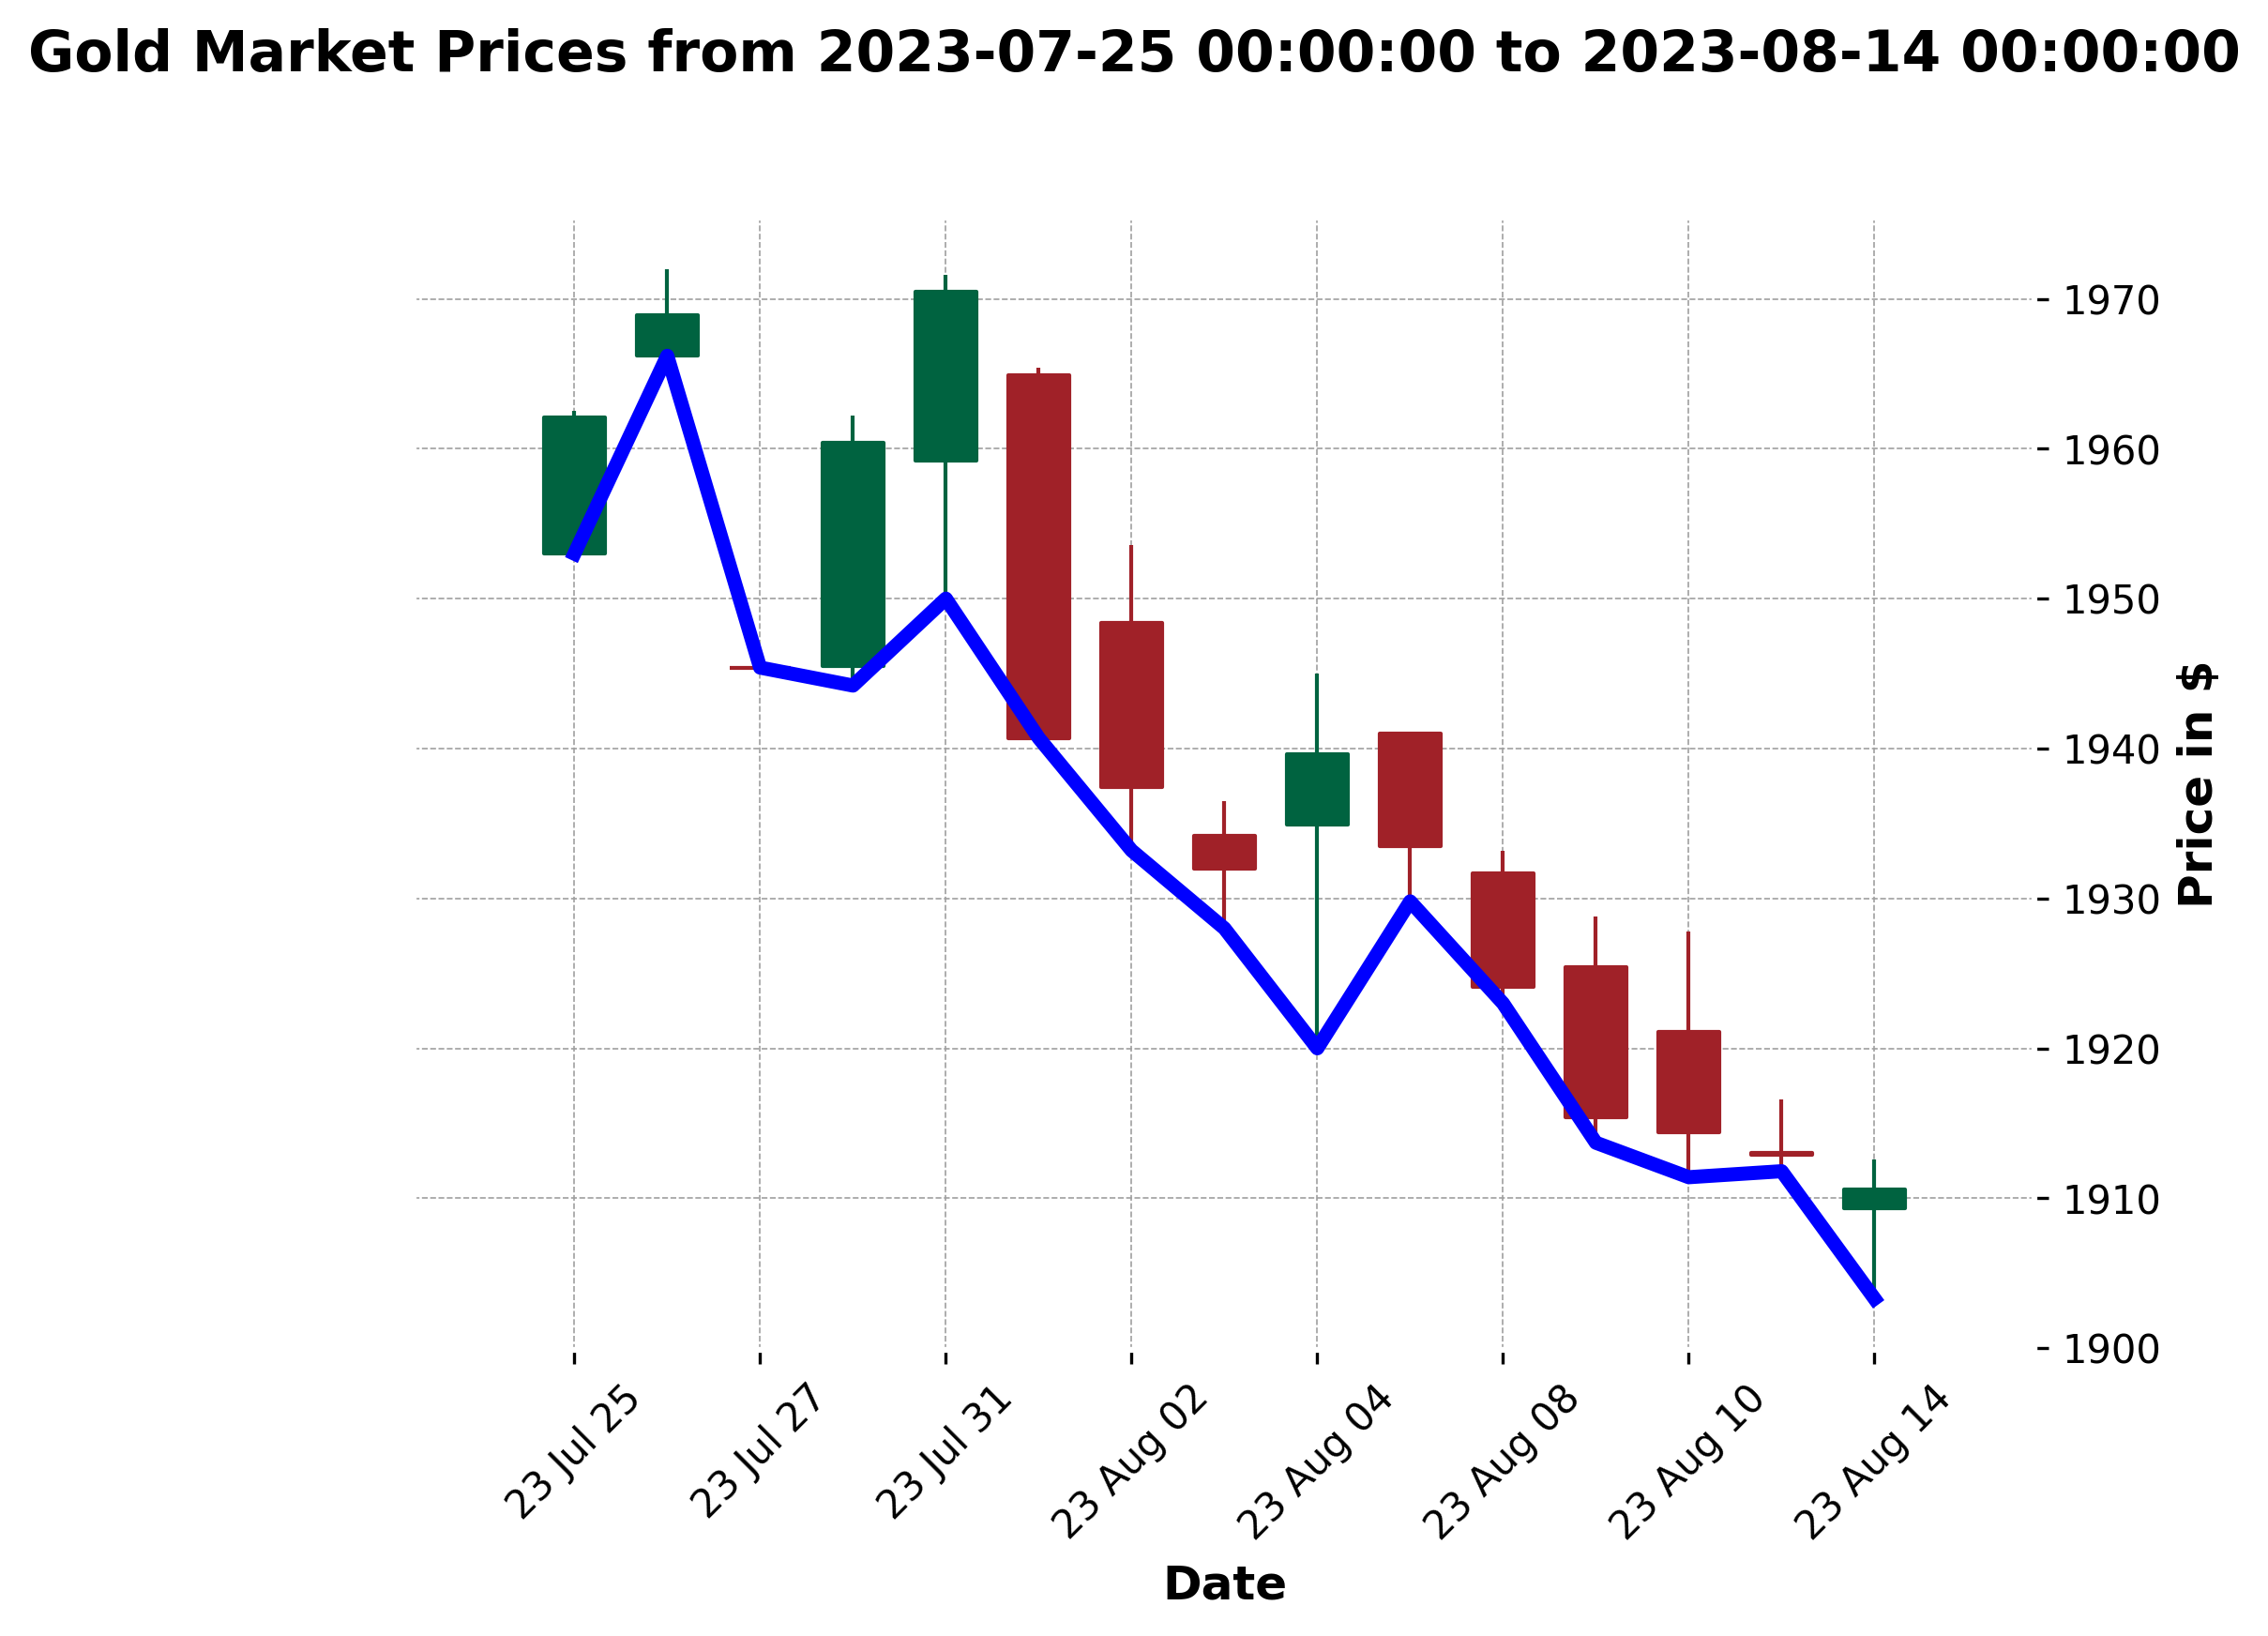 Gold Market Prices from 2023-07-25 00:00:00 to 2023-08-14 00:00:00
1970
1960
1950
1940
1930
1920
1910
1900
Price in $
23 Jul 25
23 Jul 27
23 Jul 31
23 Aug 02
23 Aug 04
23 Aug 08
23 Aug 10
23 Aug 14
Date